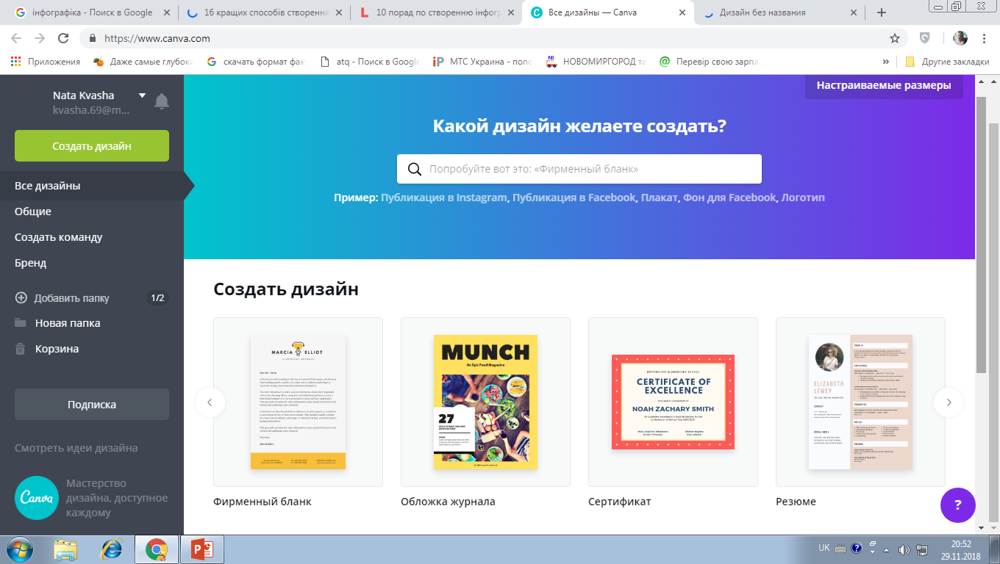 інфографіка - Поиск в Google
16 кращих способів створення
10 порад по створенню інфогр
Все дизайны — Canva
Дизайн без названия
https://www.canva.com
Приложения
Даже самые глубок
скачать формат фак
atq - Поиск в Google
МТС Украина - попо
НОВОМИРГОРОД та
Перевір свою зарпл
»
Другие закладки
Nata Kvasha
kvasha.69@m...
Создать дизайн
Все дизайны
Общие
Создать команду
Бренд
Добавить папку
1/2
Новая папка
Корзина
Подписка
Смотреть идеи дизайна
Canva
Мастерство
дизайна, доступное
каждому
Настраиваемые размеры
Какой дизайн желаете создать?
Попробуйте вот это: «Фирменный бланк»
Пример: Публикация в Instagram, Публикация в Facebook, Плакат, Фон для Facebook, Логотип
Создать дизайн
MARCIA ELLIOT
Фирменный бланк
MUNCH
An Epic Food Magazine
27
Обложка журнала
NOTTINGHAM ELEMENTARY SCHOOL
CERTIFICATE OF
EXCELLENCE
NOAH ZACHARY SMITH
Сертификат
ELIZABETH
LEWEY
Резюме
?
UK
20:52
29.11.2018